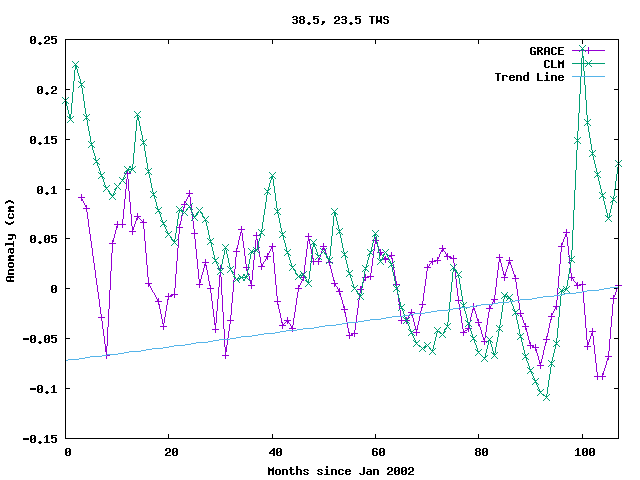 38.5, 23.5 TWS
GRACE
CLM
Trend Line
0.25
0.2
0.15
0.1
0.05
0
-0.05
-0.1
-0.15
Anomaly (cm)
0 20 40 60 80 100
Months since Jan 2002